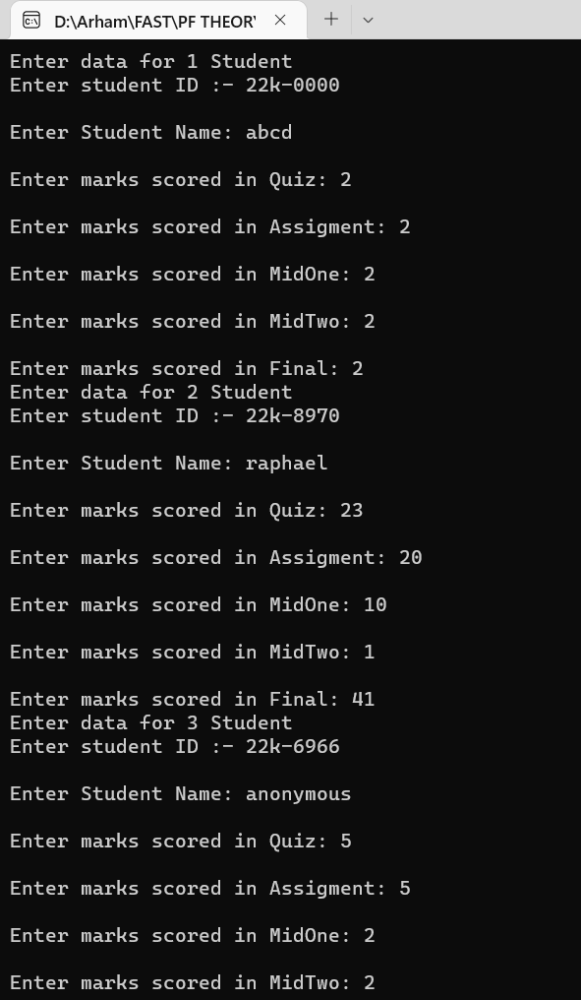 D:\Arham\FAST\PF THEORY
Enter data for 1 Student
Enter student ID :- 22k-0000
Enter Student Name: abcd
Enter marks scored in Quiz: 2
Enter marks scored in Assigment: 2
Enter marks scored in MidOne: 2
Enter marks scored in MidTwo: 2
Enter marks scored in Final: 2
Enter data for 2 Student
Enter student ID :- 22k-8970
Enter Student Name: raphael
Enter marks scored in Quiz: 23
Enter marks scored in Assigment: 20
Enter marks scored in MidOne: 10
Enter marks scored in MidTwo: 1
Enter marks scored in Final: 41
Enter data for 3 Student
Enter student ID :- 22k-6966
Enter Student Name: anonymous
Enter marks scored in Quiz: 5
Enter marks scored in Assigment: 5
Enter marks scored in MidOne: 2
Enter marks scored in MidTwo: 2